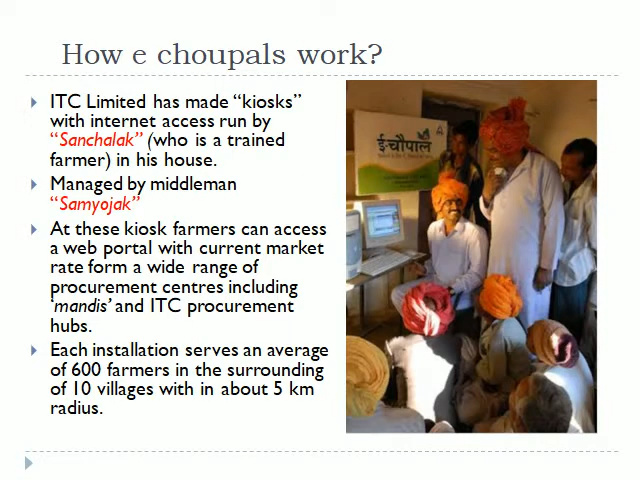 How e choupals work?
ITC Limited has made “kiosks”
with internet access run by
“Sanchalak” (who is a trained
farmer) in his house.
Managed by middleman
“Samyojak”
At these kiosk farmers can access
a web portal with current market
rate form a wide range of
procurement centres including
‘mandis’ and ITC procurement
hubs.
Each installation serves an average
of 600 farmers in the surrounding
of 10 villages with in about 5 km
radius.
ई-चौपाल